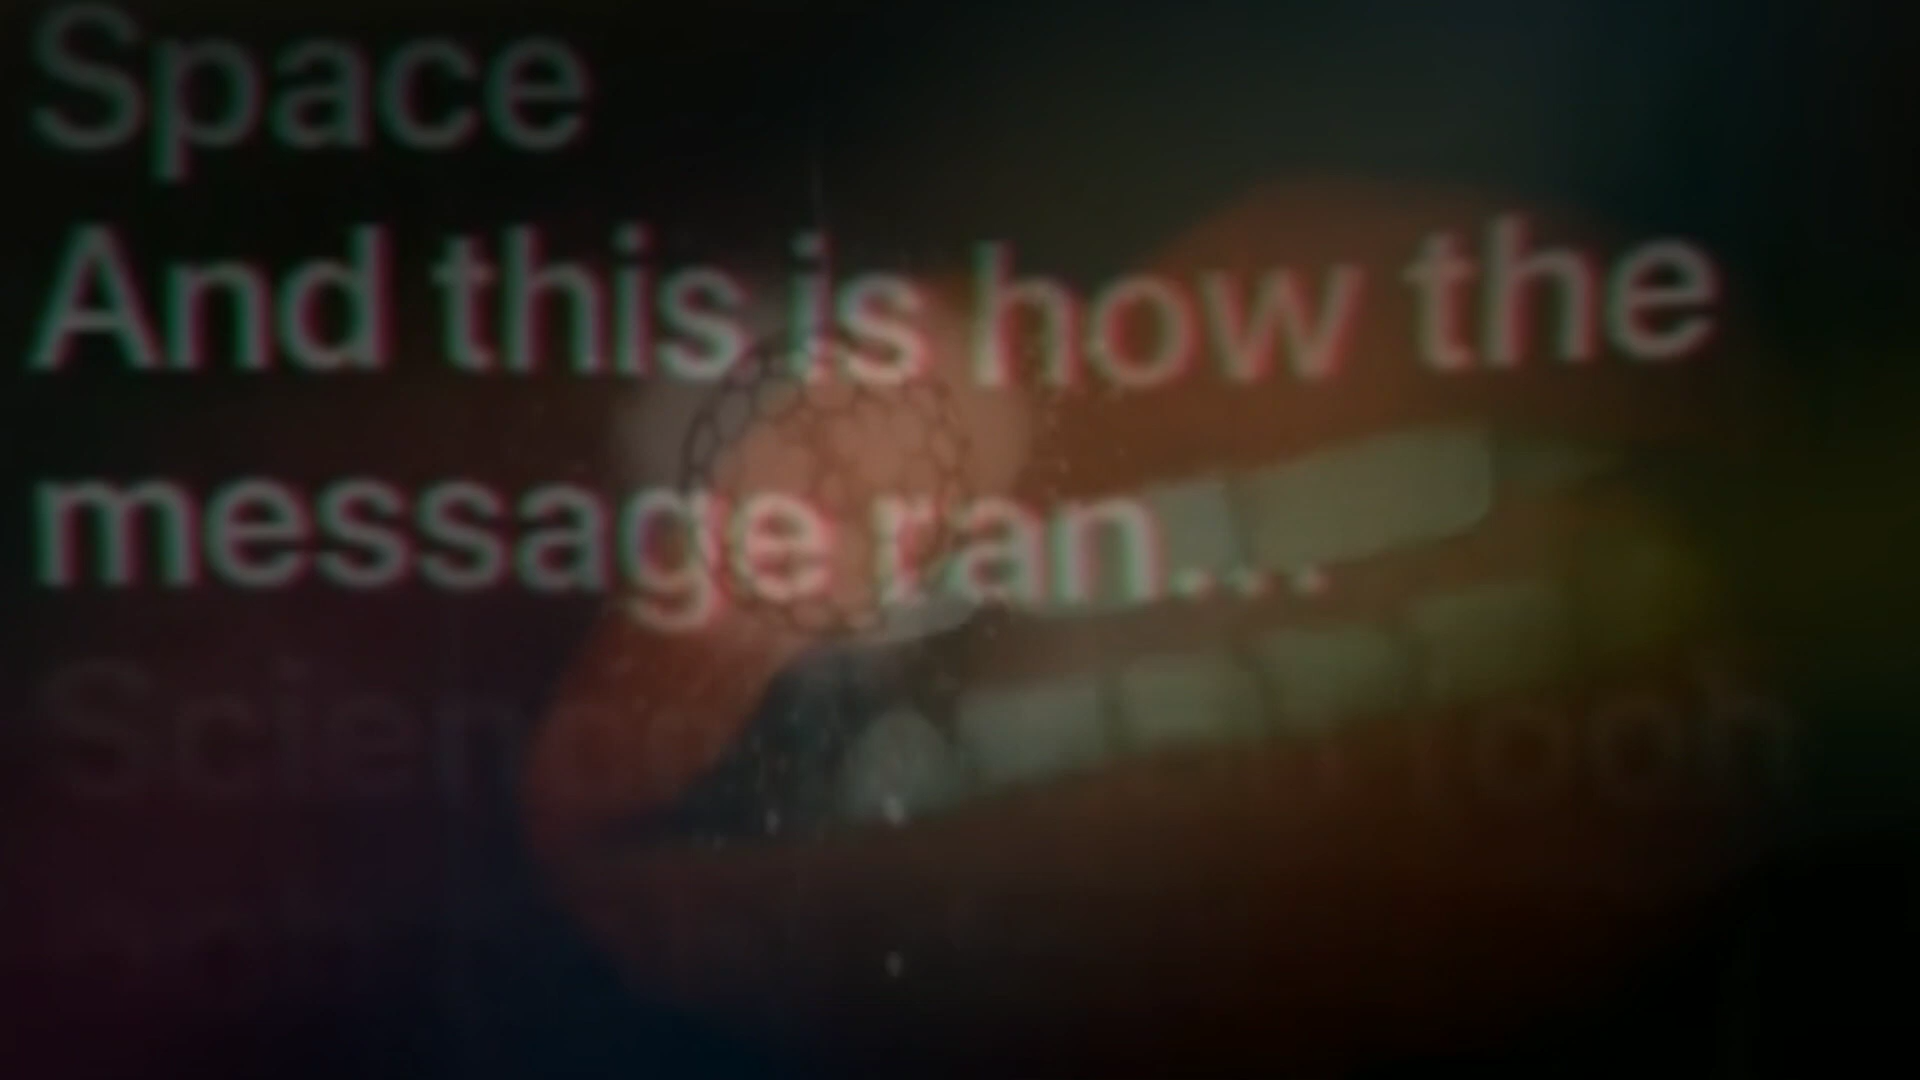 Space
And this is how the
message ran...